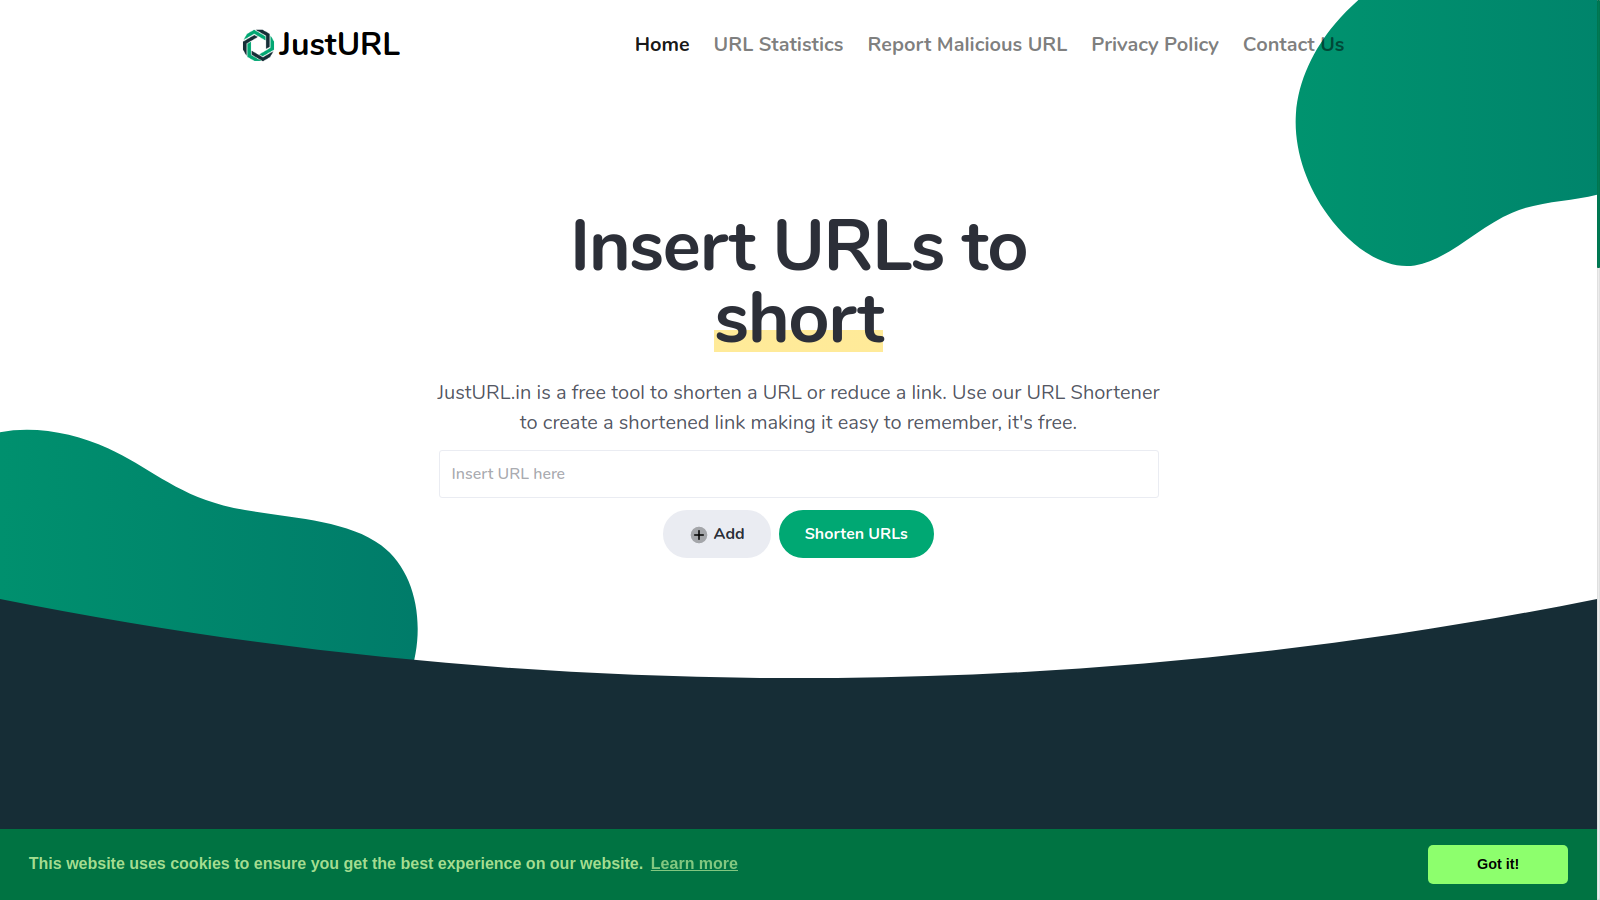 JustURL
Home URL Statistics Report Malicious URL Privacy Policy Contact Us
Insert URLs to
short
JustURL.in is a free tool to shorten a URL or reduce a link. Use our URL Shortener
to create a shortened link making it easy to remember, it's free.
Insert URL here
Add Shorten URLs
This website uses cookies to ensure you get the best experience on our website. Learn more
Got it!